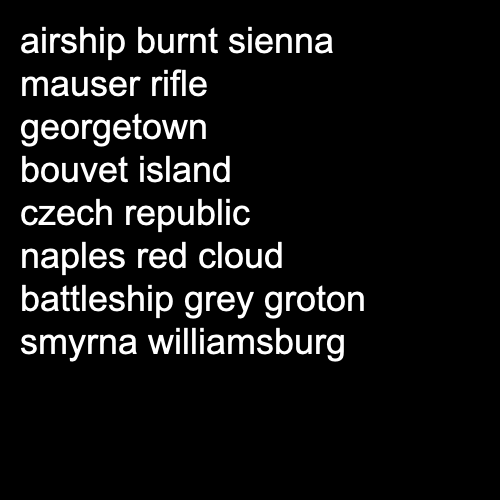 airship burnt sienna
mauser rifle
georgetown
bouvet island
czech republic
naples red cloud
battleship grey groton
smyrna williamsburg